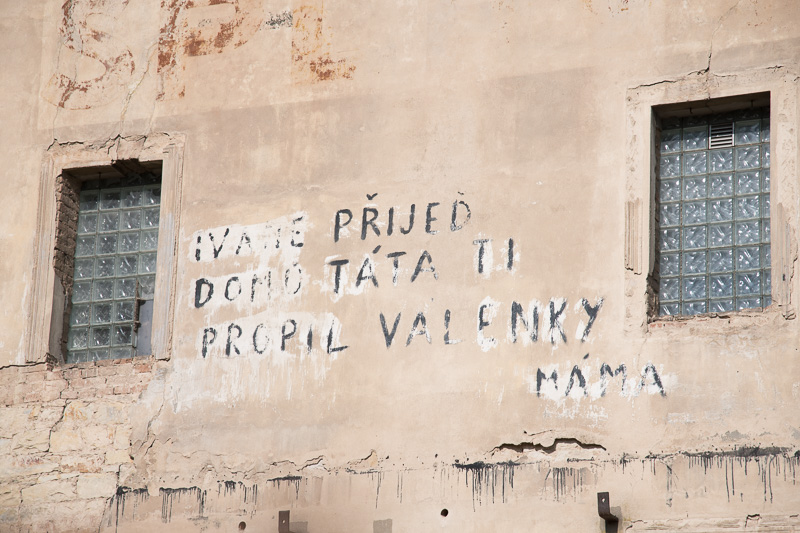 IVANE PŘIJEĎ
DOMŮ TÁTA TI
PROPIL VALENKY
MÁMA